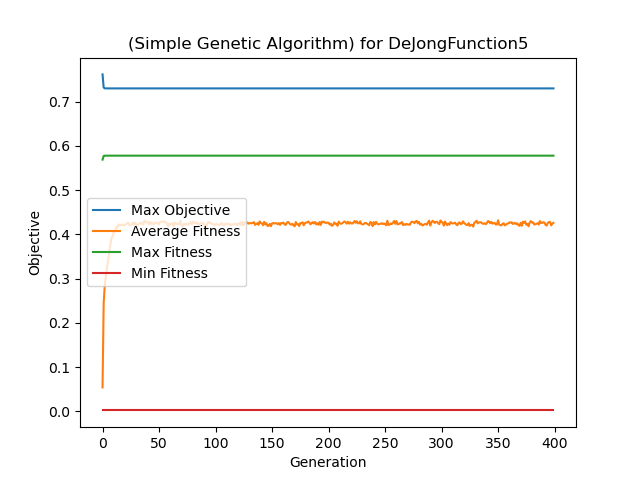 (Simple Genetic Algorithm) for DeJongFunction5
Objective
0.7
0.6
0.5
0.4
0.3
0.2
0.1
0.0
Max Objective
Average Fitness
Max Fitness
Min Fitness
0 50 100 150 200 250 300 350 400
Generation